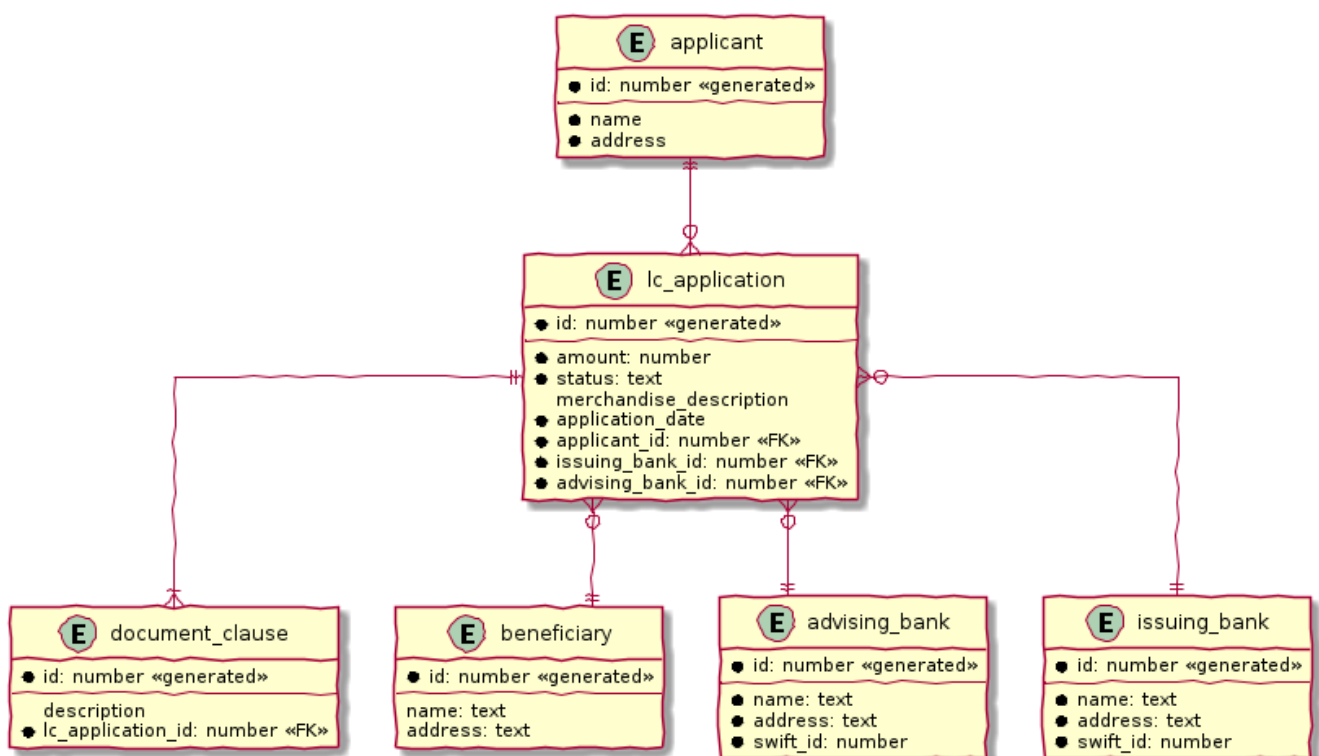 E applicant
id: number «generated»
name
address
E lc_application
id: number «generated»
amount: number
status: text
merchandise_description
application_date
applicant_id: number «FK»
issuing_bank_id: number «FK»
advising_bank_id: number «FK»
E document_clause
id: number «generated»
description
lc_application_id: number «FK»
E beneficiary
id: number «generated»
name: text
address: text
E advising_bank
id: number «generated»
name: text
address: text
swift_id: number
E issuing_bank
id: number «generated»
name: text
address: text
swift_id: number